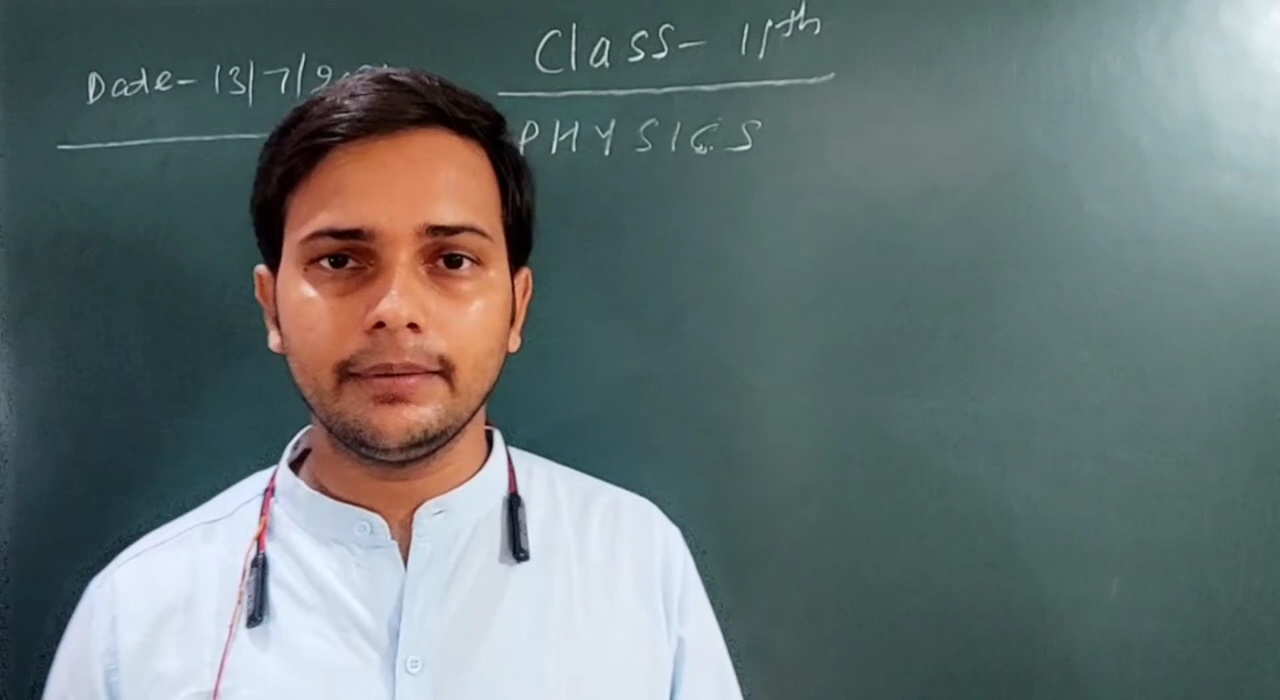 Class- 11th
Date- 13/7/
PHYSICS